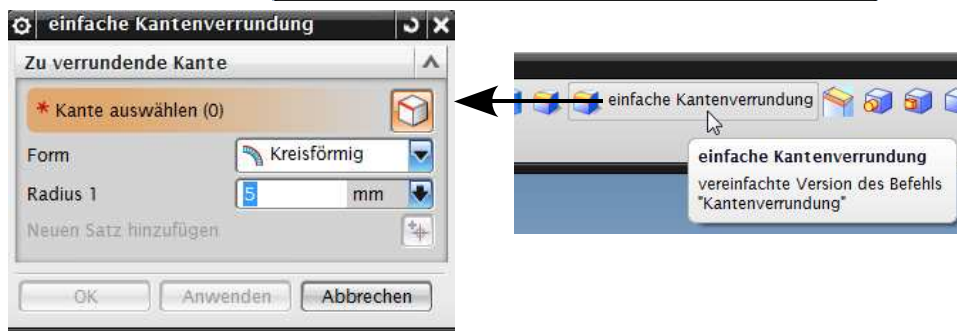 einfache Kantenverrundung
Zu verrundende Kante
* Kante auswählen (0)
Form
Kreisförmig
Radius 1
5
mm
Neuen Satz hinzufügen
OK
Anwenden
Abbrechen
einfache Kantenverrundung
einfache Kantenverrundung
vereinfachte Version des Befehls
"Kantenverrundung"